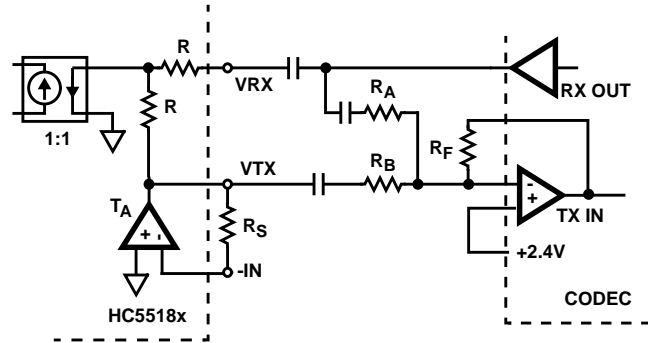 R
VRX
RX OUT
R
RA
1:1
VTX
RB
RF
TA
+ -
RS
-
+
TX IN
-IN
+2.4V
HC5518x
CODEC